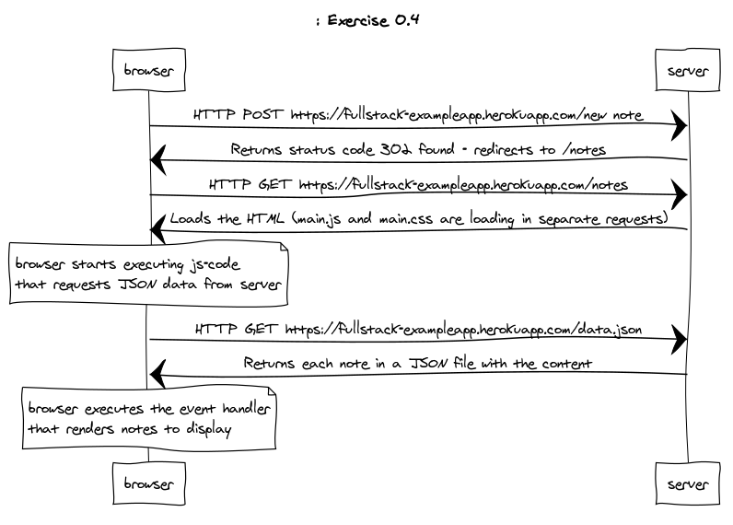 : Exercise 0.4
browser
server
HTTP POST https://fullstack-exampleapp.herokuapp.com/new note
Returns status code 302 found - redirects to /notes
HTTP GET https://fullstack-exampleapp.herokuapp.com/notes
Loads the HTML (main.js and main.css are loading in separate requests)
browser starts executing js-code
that requests JSON data from server
HTTP GET https://fullstack-exampleapp.herokuapp.com/data.json
Returns each note in a JSON file with the content
browser executes the event handler
that renders notes to display
browser
server